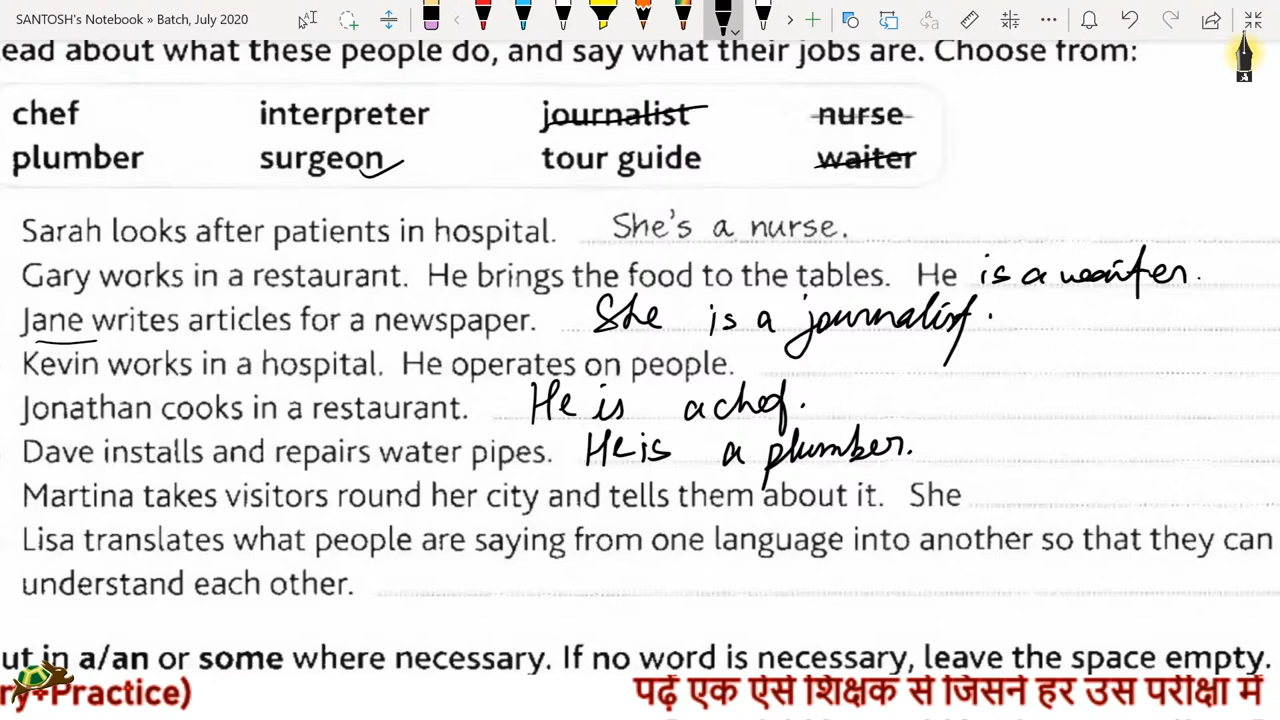 SANTOSH's Notebook » Batch, July 2020
ead about what these people do, and say what their jobs are. Choose from:
chef interpreter journalist nurse
plumber surgeon tour guide waiter
Sarah looks after patients in hospital. She's a nurse.
Gary works in a restaurant. He brings the food to the tables. He is a waiter.
Jane writes articles for a newspaper. She is a journalist.
Kevin works in a hospital. He operates on people.
Jonathan cooks in a restaurant. He is a chef.
Dave installs and repairs water pipes. He is a plumber.
Martina takes visitors round her city and tells them about it. She
Lisa translates what people are saying from one language into another so that they can
understand each other.
ut in a/an or some where necessary. If no word is necessary, leave the space empty.
ry+Practice) पढ़ें एक ऐसे शिक्षक से जिसने हर उस परीक्षा में